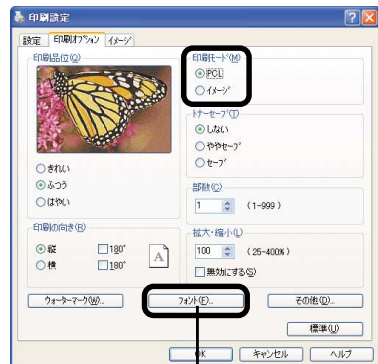 印刷設定
設定 印刷オプション イメージ
印刷品位(Q)
きれい
ふつう
はやい
印刷の向き(R)
縦 180°
横 180°
A
印刷モード(M)
PCL
イメージ
トナーセーブ(T)
しない
ややセーブ
セーブ
部数(C)
1 (1-999)
拡大・縮小(L)
100 (25-400%)
無効にする(S)
ウォーターマーク(W)... フォント(F)... その他(O)...
標準(U)
OK キャンセル ヘルプ